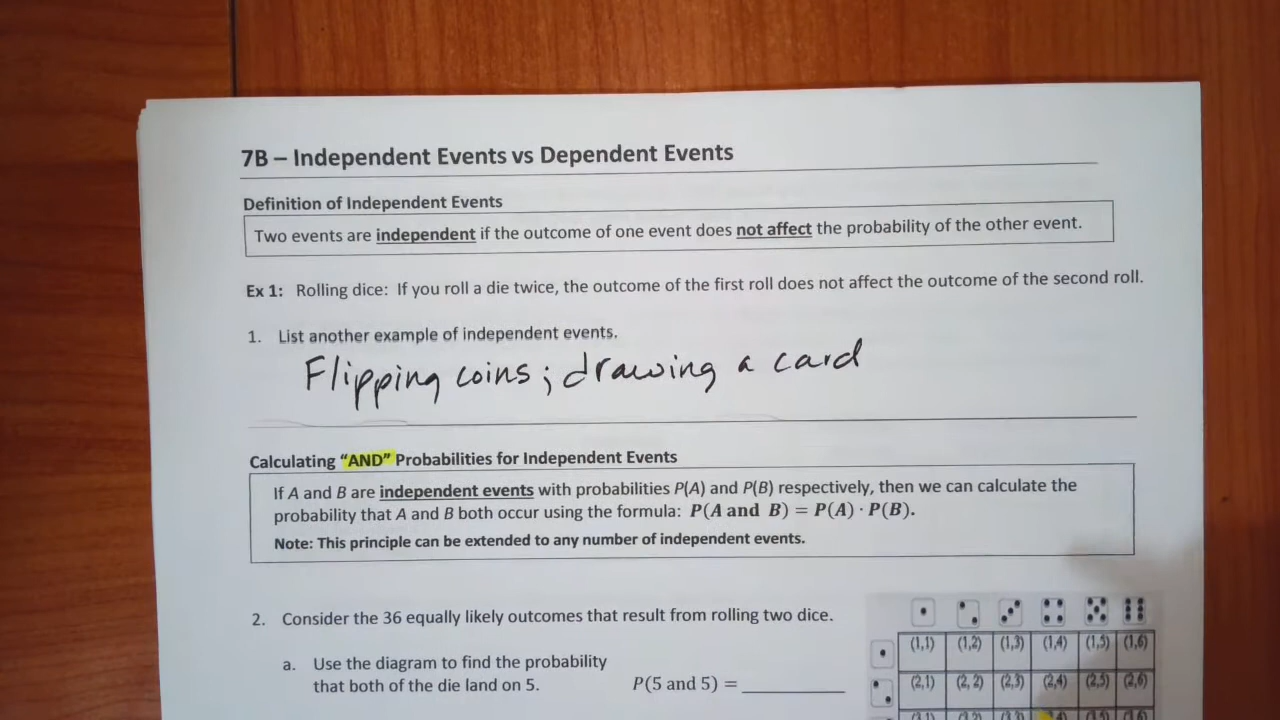 7B – Independent Events vs Dependent Events
Definition of Independent Events
Two events are independent if the outcome of one event does not affect the probability of the other event.
Ex 1: Rolling dice: If you roll a die twice, the outcome of the first roll does not affect the outcome of the second roll.
1. List another example of independent events.
Flipping coins; drawing a card
Calculating "AND" Probabilities for Independent Events
If A and B are independent events with probabilities P(A) and P(B) respectively, then we can calculate the
probability that A and B both occur using the formula: P(A and B) = P(A) · P(B).
Note: This principle can be extended to any number of independent events.
2. Consider the 36 equally likely outcomes that result from rolling two dice.
a. Use the diagram to find the probability
that both of the die land on 5. P(5 and 5) = ________
(1,1) (1,2) (1,3) (1,4) (1,5) (1,6)
(2,1) (2,2) (2,3) (2,4) (2,5) (2,6)